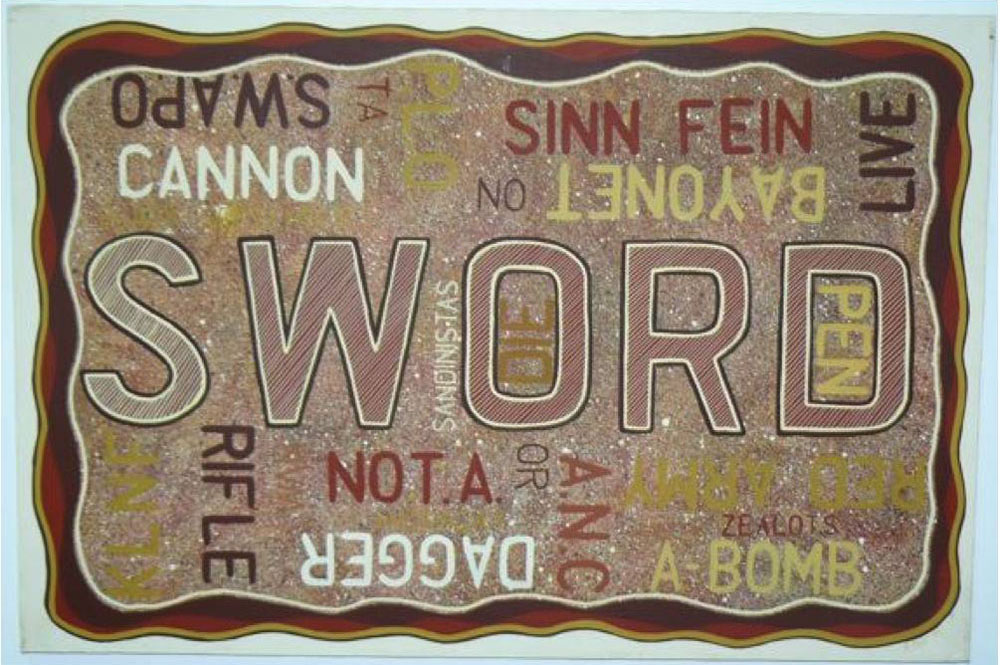 S.W.A.P.O
TA
PLO
SINN FEIN
LIVE
CANNON
NO
BAYONET
SWORD
SANDINISTAS
DIE
PEN
KLNF
RIFLE
NOT.A.
OR
A.N.C
RED ARMY
ZEALOTS
DAGGER
A-BOMB